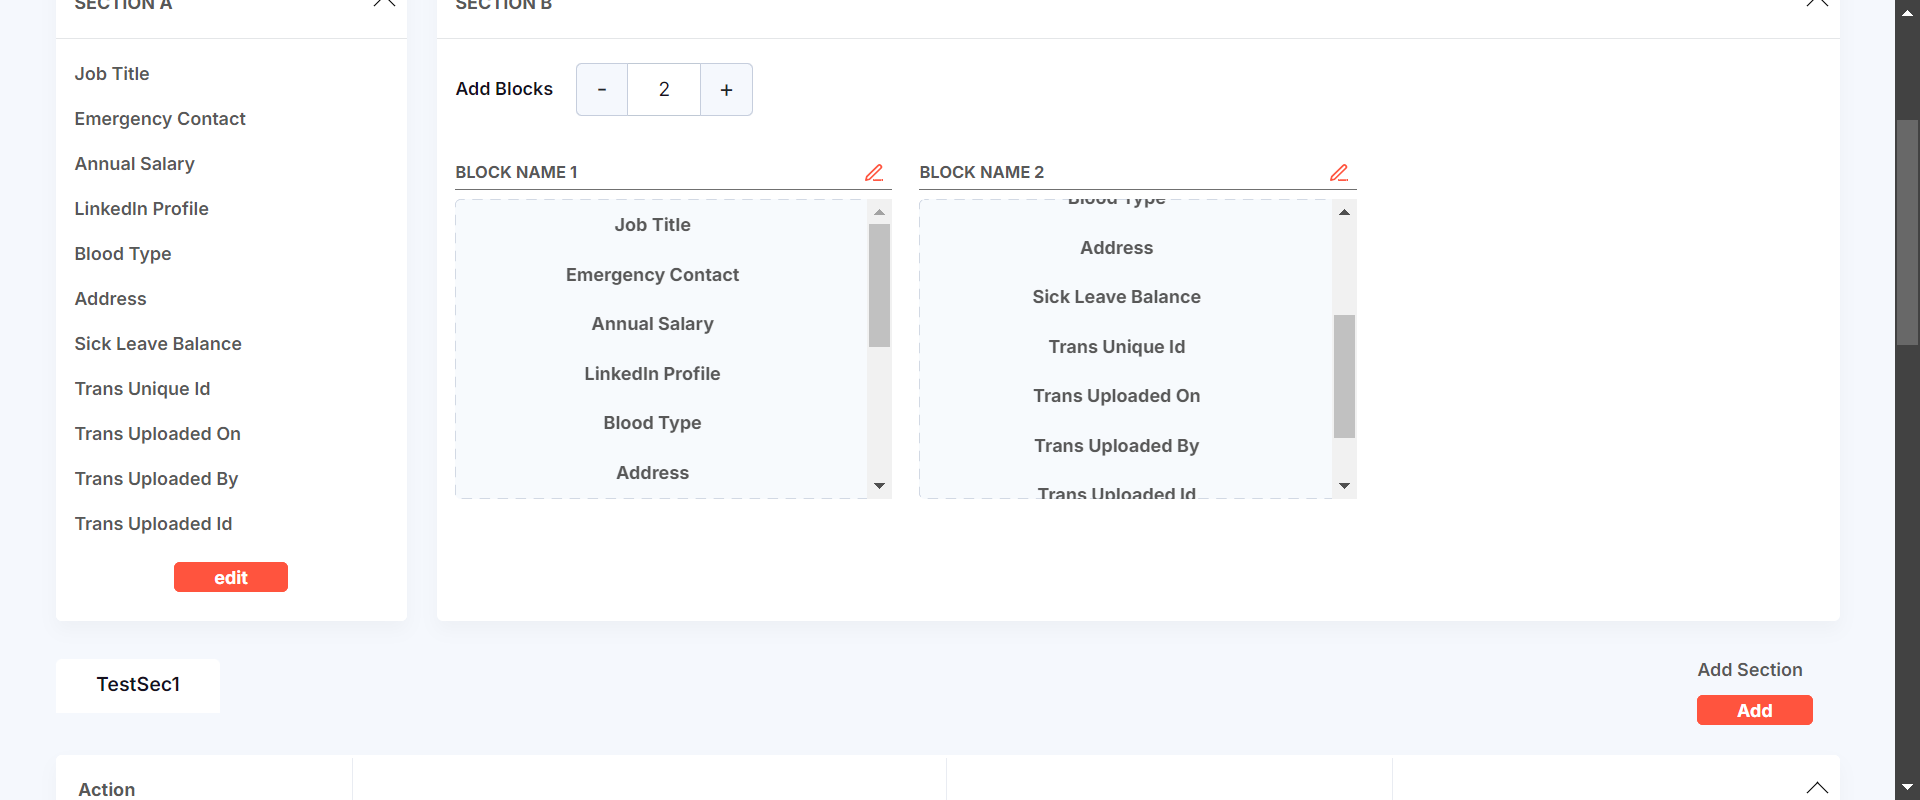 SECTION A
SECTION B
Job Title
Emergency Contact
Annual Salary
LinkedIn Profile
Blood Type
Address
Sick Leave Balance
Trans Unique Id
Trans Uploaded On
Trans Uploaded By
Trans Uploaded Id
edit
Add Blocks
-
2
+
BLOCK NAME 1
Job Title
Emergency Contact
Annual Salary
LinkedIn Profile
Blood Type
Address
BLOCK NAME 2
Blood Type
Address
Sick Leave Balance
Trans Unique Id
Trans Uploaded On
Trans Uploaded By
Trans Uploaded Id
TestSec1
Add Section
Add
Action